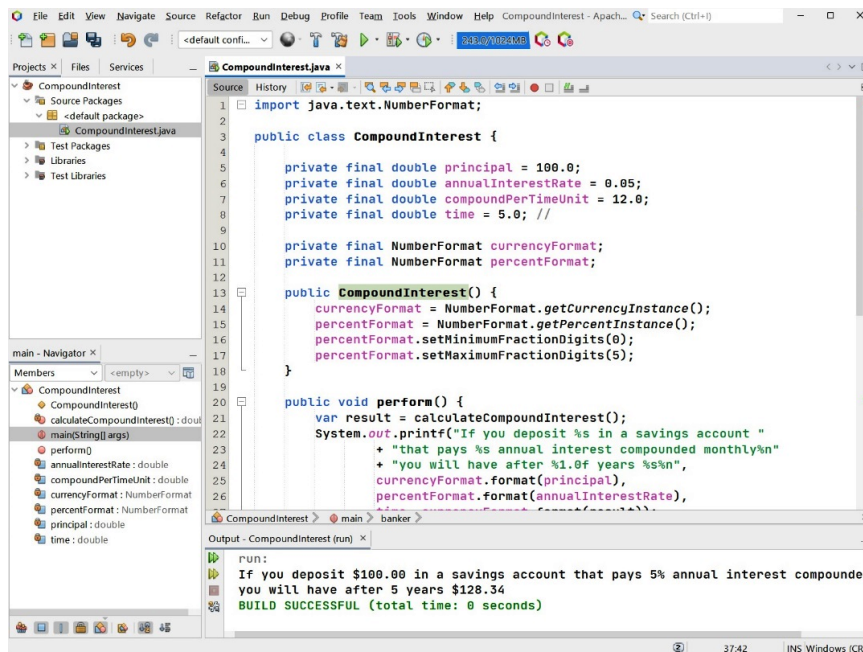 File Edit View Navigate Source Refactor Run Debug Profile Team Tools Window Help CompoundInterest - Apach... Search (Ctrl+I)
<default confi... 243.0/1024MB
Projects × Files Services
CompoundInterest
Source Packages
<default package>
CompoundInterest.java
Test Packages
Libraries
Test Libraries
main - Navigator ×
Members <empty>
CompoundInterest
CompoundInterest()
calculateCompoundInterest() : doul
main(String[] args)
perform()
annualInterestRate : double
compoundPerTimeUnit : double
currencyFormat : NumberFormat
percentFormat : NumberFormat
principal : double
time : double
CompoundInterest.java ×
Source History
1 import java.text.NumberFormat;
2
3 public class CompoundInterest {
4
5 private final double principal = 100.0;
6 private final double annualInterestRate = 0.05;
7 private final double compoundPerTimeUnit = 12.0;
8 private final double time = 5.0; //
9
10 private final NumberFormat currencyFormat;
11 private final NumberFormat percentFormat;
12
13 public CompoundInterest() {
14 currencyFormat = NumberFormat.getCurrencyInstance();
15 percentFormat = NumberFormat.getPercentInstance();
16 percentFormat.setMinimumFractionDigits(0);
17 percentFormat.setMaximumFractionDigits(5);
18 }
19
20 public void perform() {
21 var result = calculateCompoundInterest();
22 System.out.printf("If you deposit %s in a savings account "
23 + "that pays %s annual interest compounded monthly%n"
24 + "you will have after %1.0f years %s%n",
25 currencyFormat.format(principal),
26 percentFormat.format(annualInterestRate),
CompoundInterest > main > banker >
Output - CompoundInterest (run) ×
run:
If you deposit $100.00 in a savings account that pays 5% annual interest compounde
you will have after 5 years $128.34
BUILD SUCCESSFUL (total time: 0 seconds)
2 37:42 INS Windows (CR